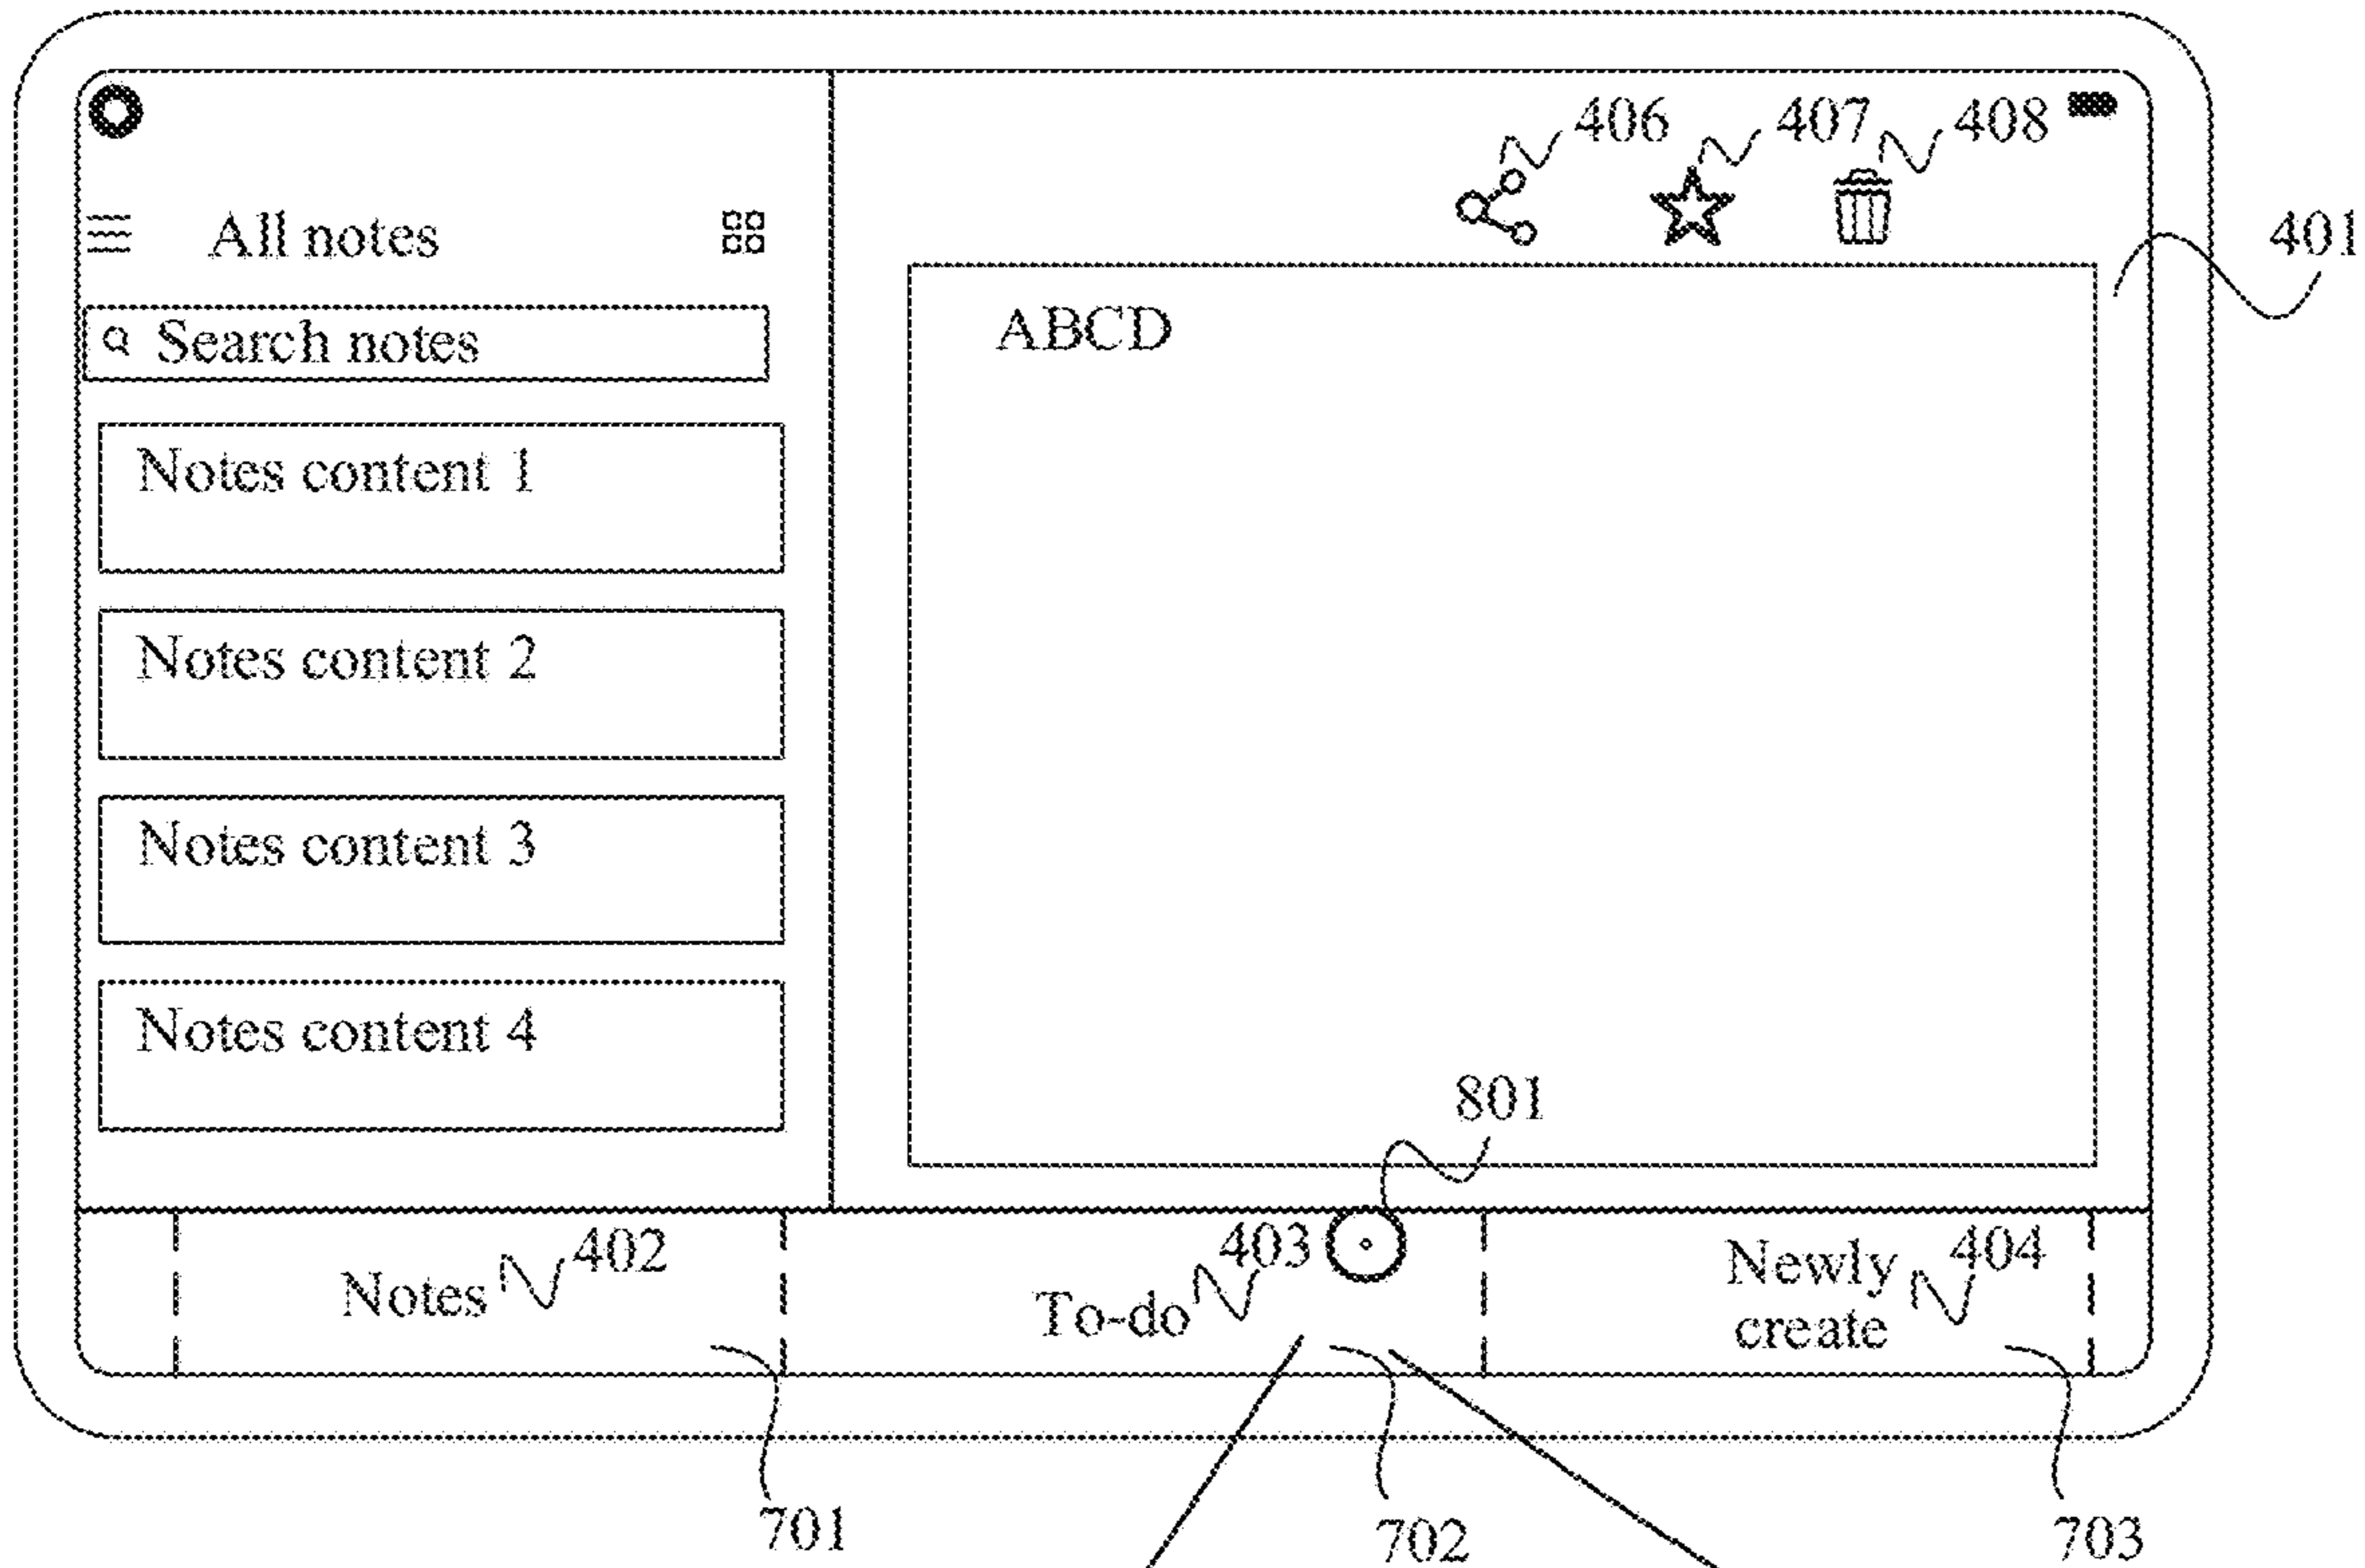 406 407 408
401
All notes
Search notes
ABCD
Notes content 1
Notes content 2
Notes content 3
Notes content 4
801
Notes 402
To-do 403
Newly 404
create
701
702
703